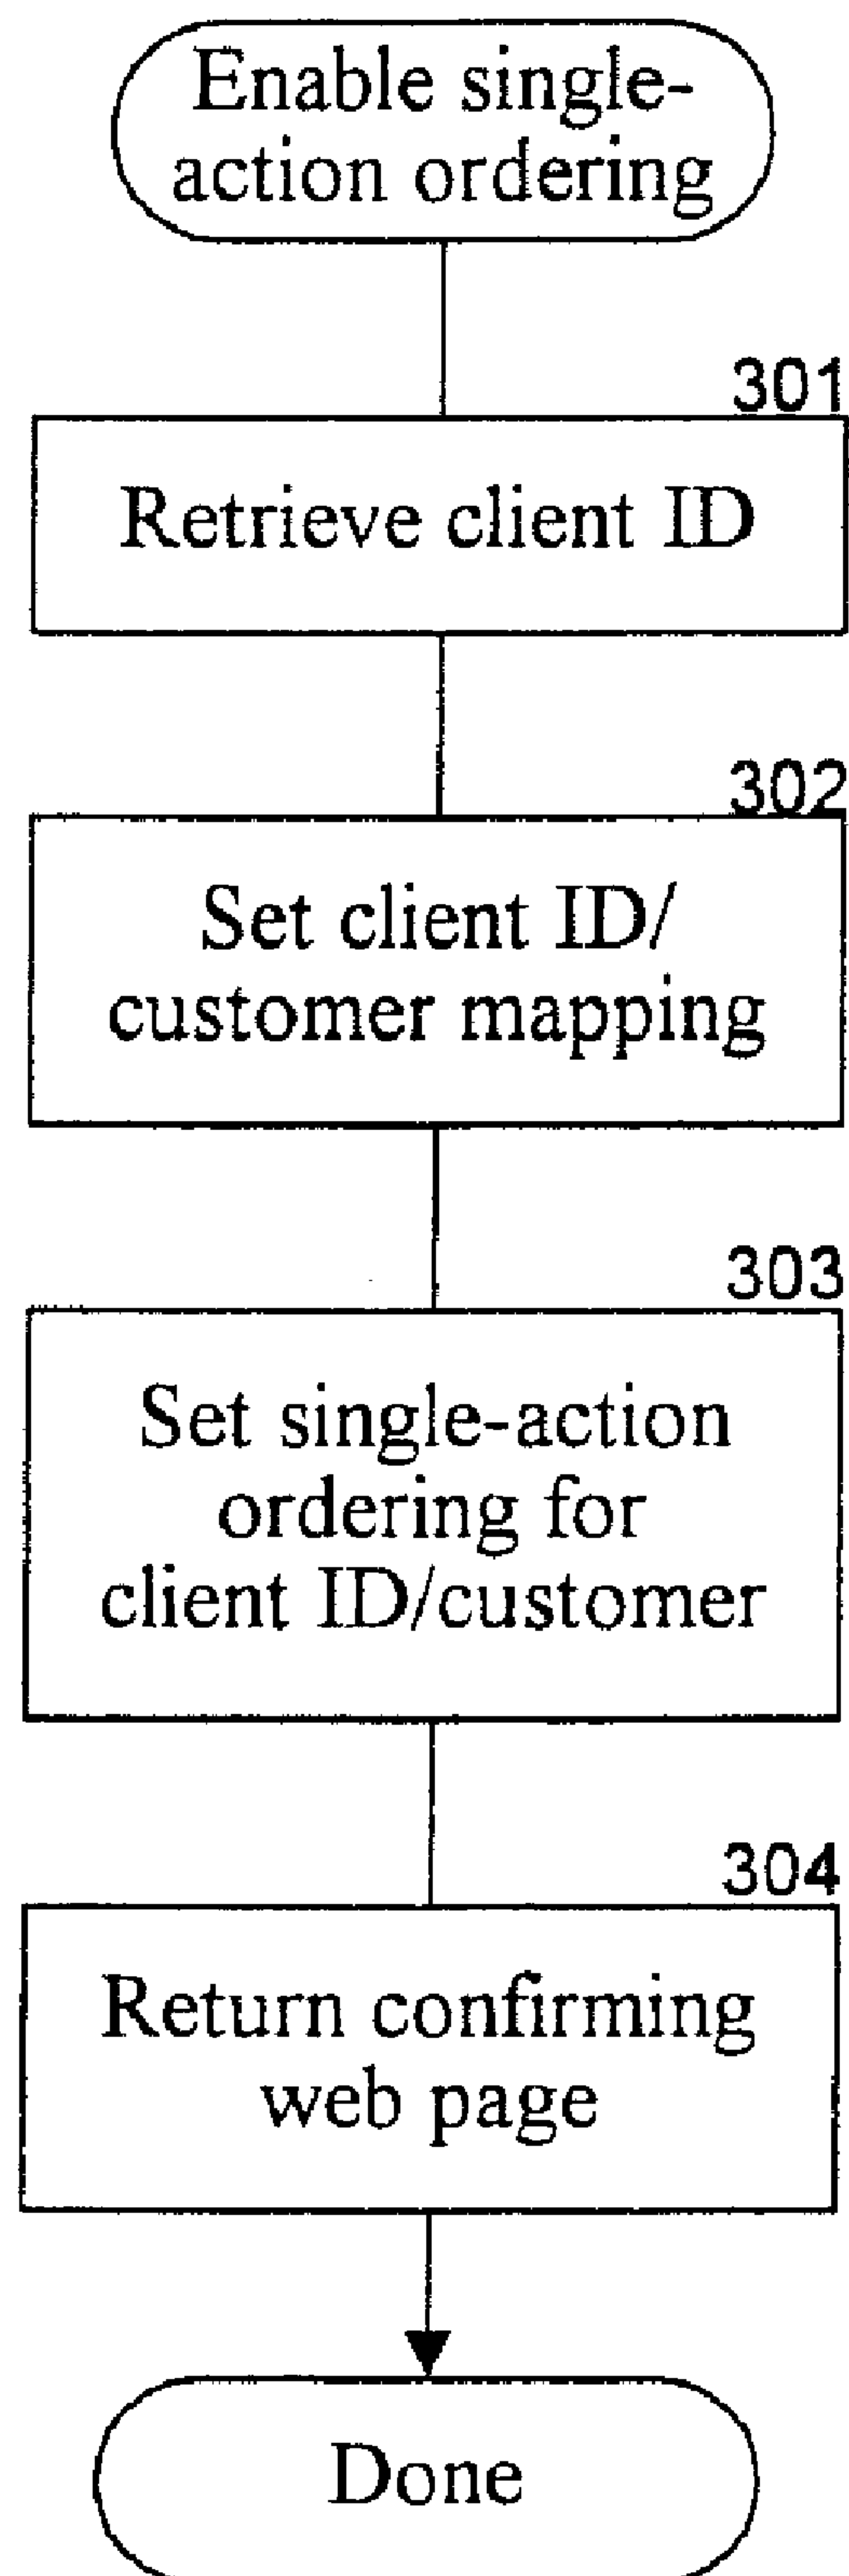 Enable single-
action ordering
301
Retrieve client ID
302
Set client ID/
customer mapping
303
Set single-action
ordering for
client ID/customer
304
Return confirming
web page
Done